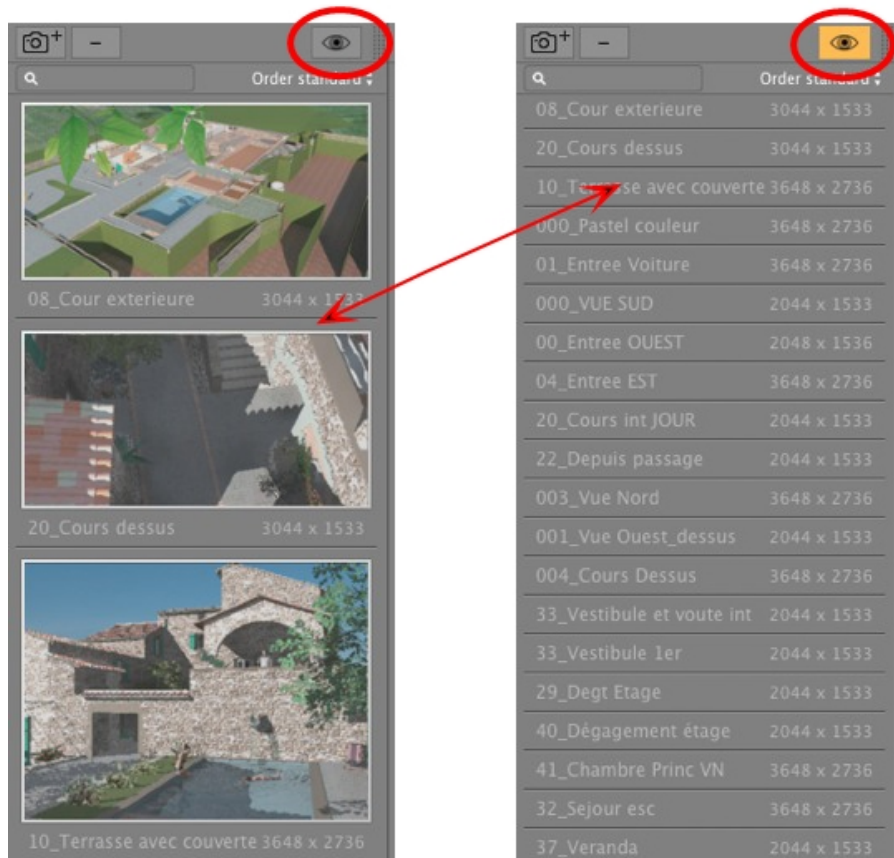 Order standard
08_Cour exterieure 3044 x 1533
20_Cours dessus 3044 x 1533
10_Terrasse avec couverte 3648 x 2736
Order standard
08_Cour exterieure 3044 x 1533
20_Cours dessus 3044 x 1533
10_Terrasse avec couverte 3648 x 2736
000_Pastel couleur 3648 x 2736
01_Entree Voiture 3648 x 2736
000_VUE SUD 2044 x 1533
00_Entree OUEST 2048 x 1536
04_Entree EST 3648 x 2736
20_Cours int JOUR 2044 x 1533
22_Depuis passage 2044 x 1533
003_Vue Nord 3648 x 2736
001_Vue Ouest_dessus 2044 x 1533
004_Cours Dessus 3648 x 2736
33_Vestibule et voute int 2044 x 1533
33_Vestibule 1er 2044 x 1533
29_Degt Etage 2044 x 1533
40_Dégagement étage 2044 x 1533
41_Chambre Princ VN 3648 x 2736
32_Sejour esc 3648 x 2736
37_Veranda 2044 x 1533